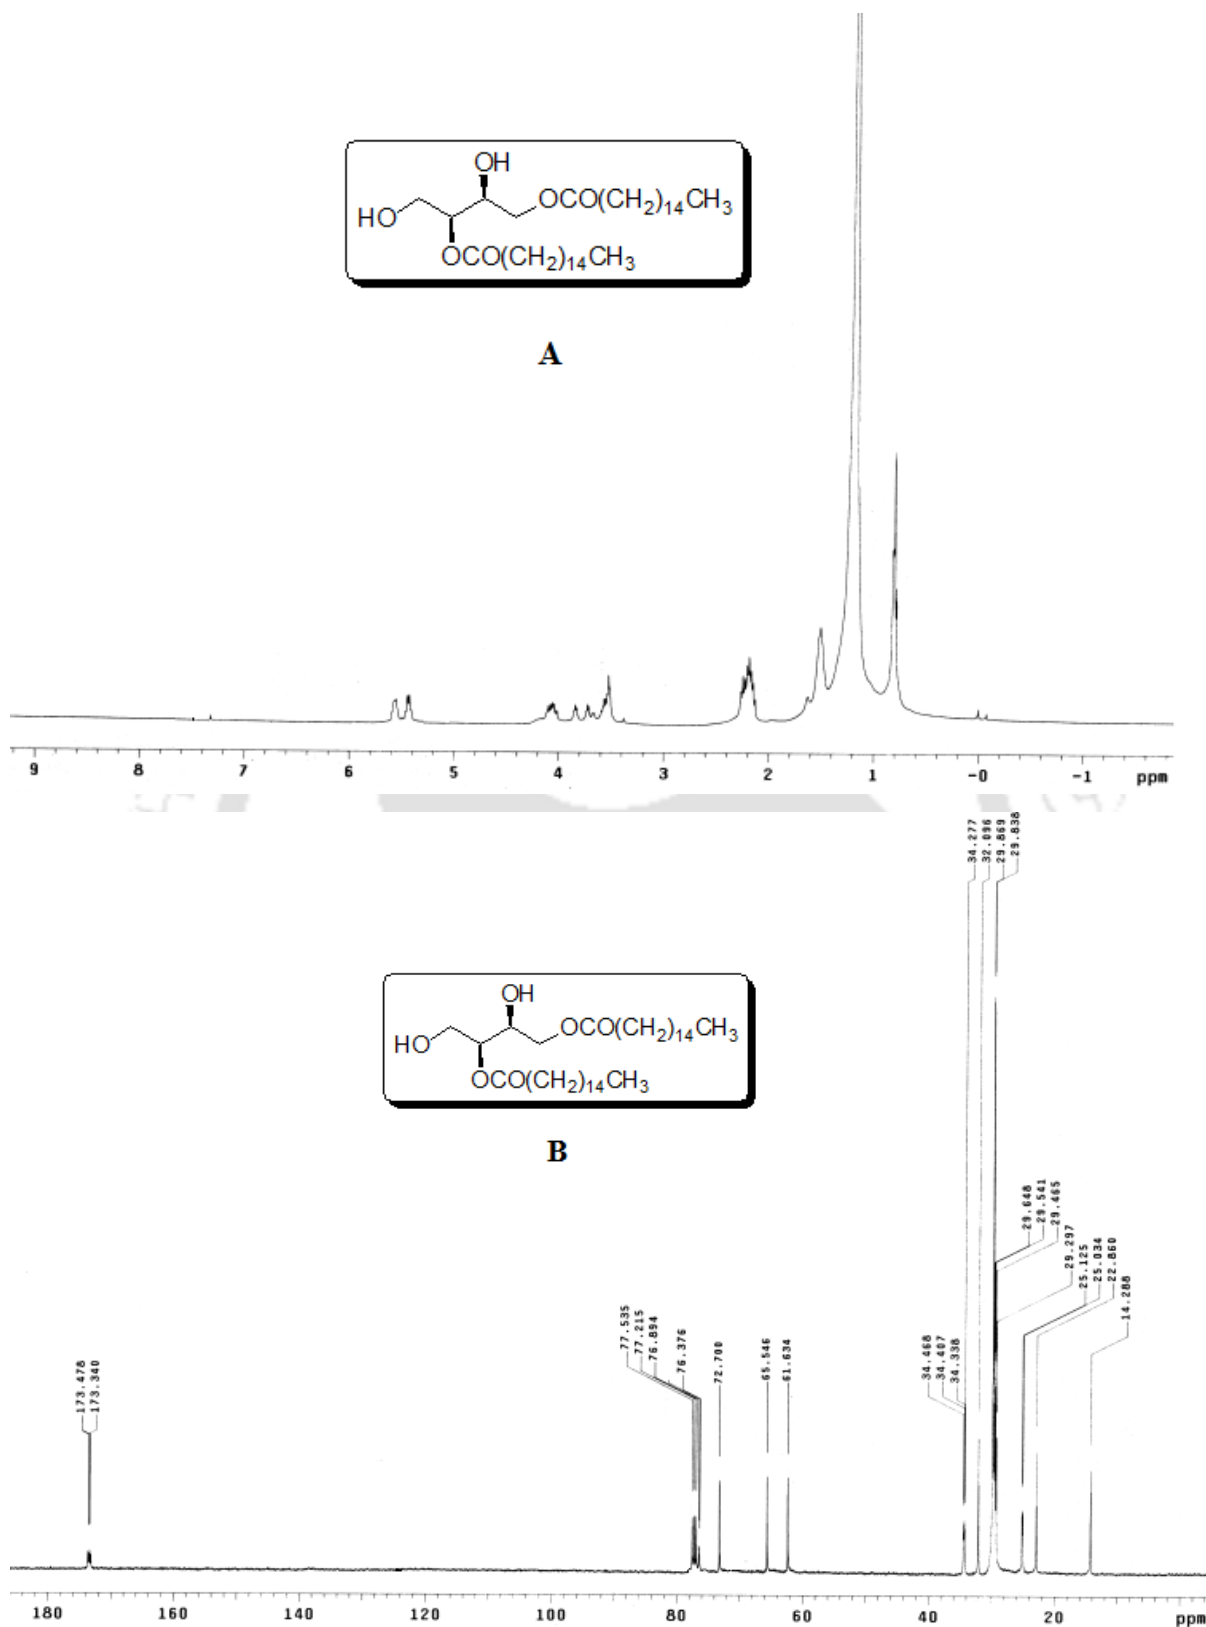 OH
HO
OCO(CH₂)₁₄CH₃
OCO(CH₂)₁₄CH₃
A
9 8 7 6 5 4 3 2 1 -0 -1 ppm
34.277
32.096
29.869
29.838
OH
HO
OCO(CH₂)₁₄CH₃
OCO(CH₂)₁₄CH₃
B
173.478
173.340
77.535
77.215
76.894
76.376
72.700
65.546
61.634
34.468
34.407
34.338
29.648
29.541
29.465
29.297
25.125
25.034
22.860
14.288
180 160 140 120 100 80 60 40 20 ppm